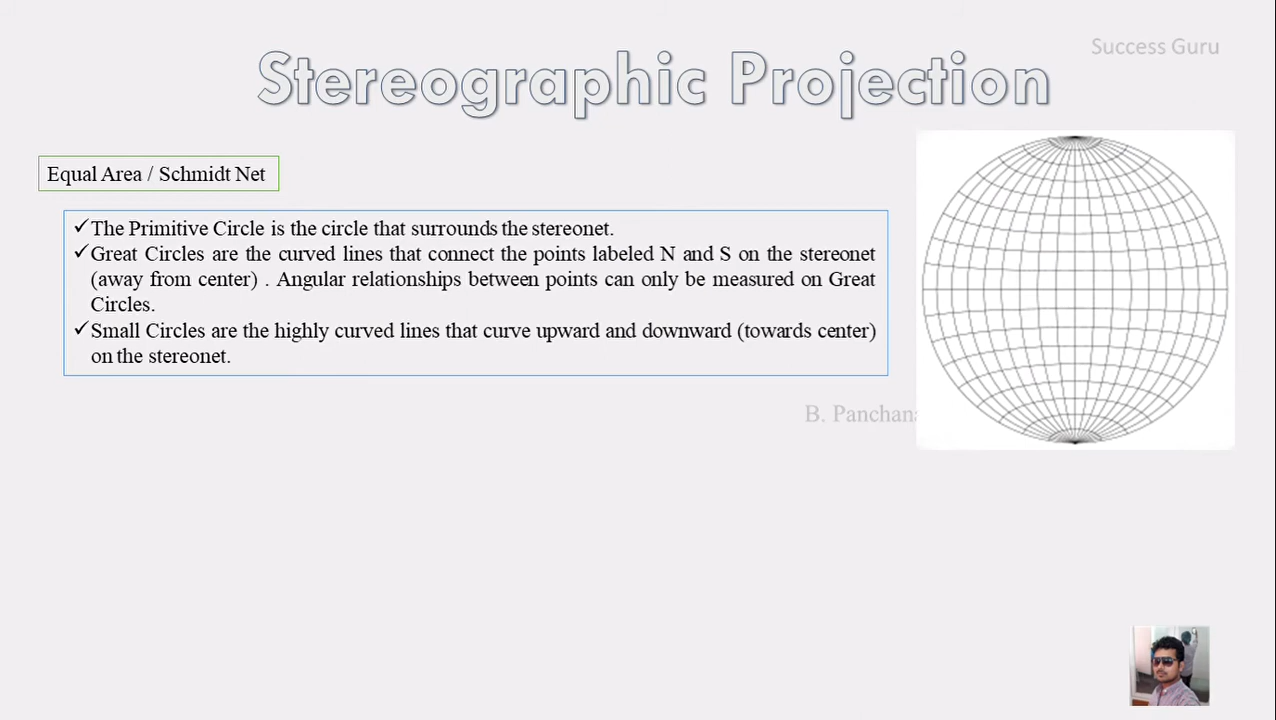 Success Guru
Stereographic Projection
Equal Area / Schmidt Net
✓The Primitive Circle is the circle that surrounds the stereonet.
✓Great Circles are the curved lines that connect the points labeled N and S on the stereonet
(away from center) . Angular relationships between points can only be measured on Great
Circles.
✓Small Circles are the highly curved lines that curve upward and downward (towards center)
on the stereonet.
B.